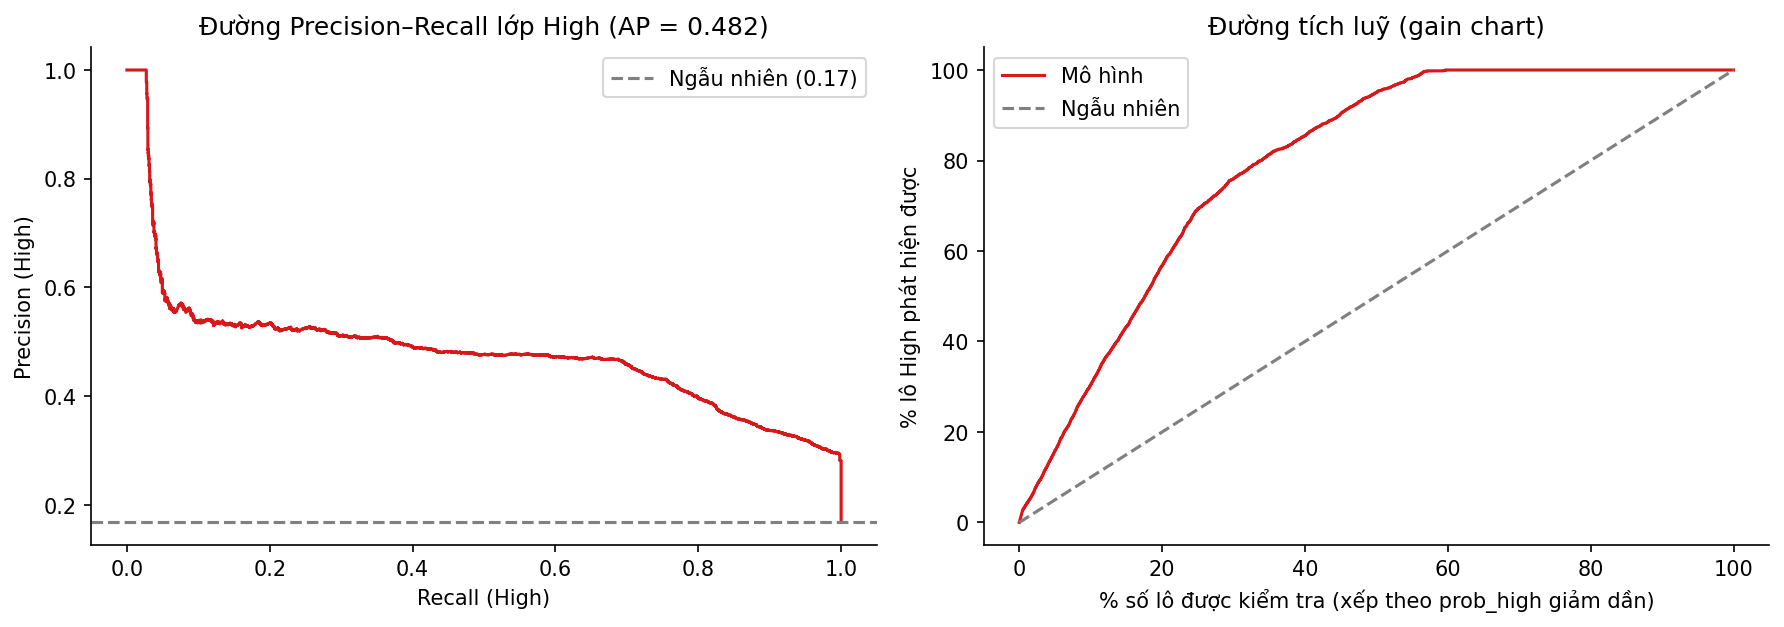 Đường Precision–Recall lớp High (AP = 0.482)
Ngẫu nhiên (0.17)
1.0
0.8
0.6
0.4
0.2
Precision (High)
0.0
0.2
0.4
0.6
0.8
1.0
Recall (High)
Đường tích luỹ (gain chart)
Mô hình
Ngẫu nhiên
100
80
60
40
20
0
% lô High phát hiện được
0
20
40
60
80
100
% số lô được kiểm tra (xếp theo prob_high giảm dần)